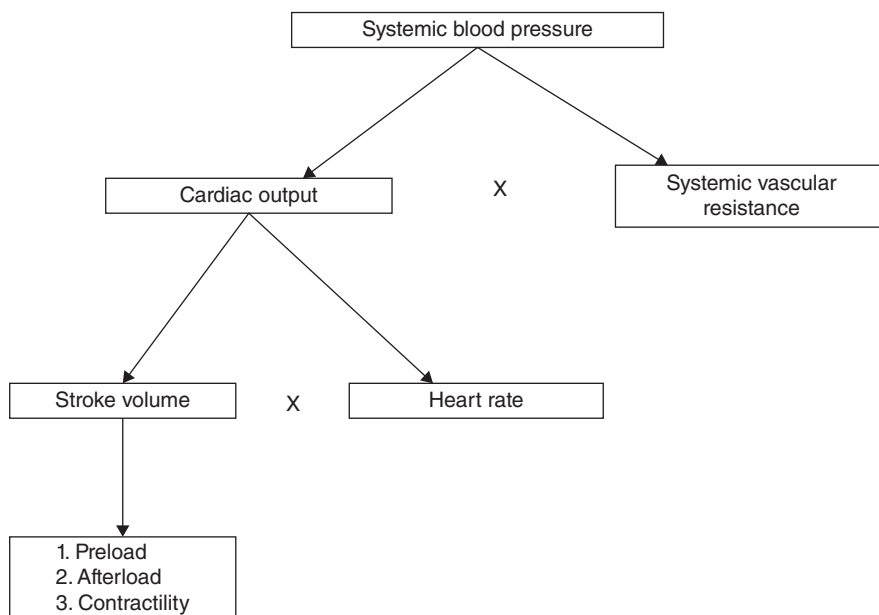 Systemic blood pressure
Cardiac output
X
Systemic vascular
resistance
Stroke volume
X
Heart rate
1. Preload
2. Afterload
3. Contractility